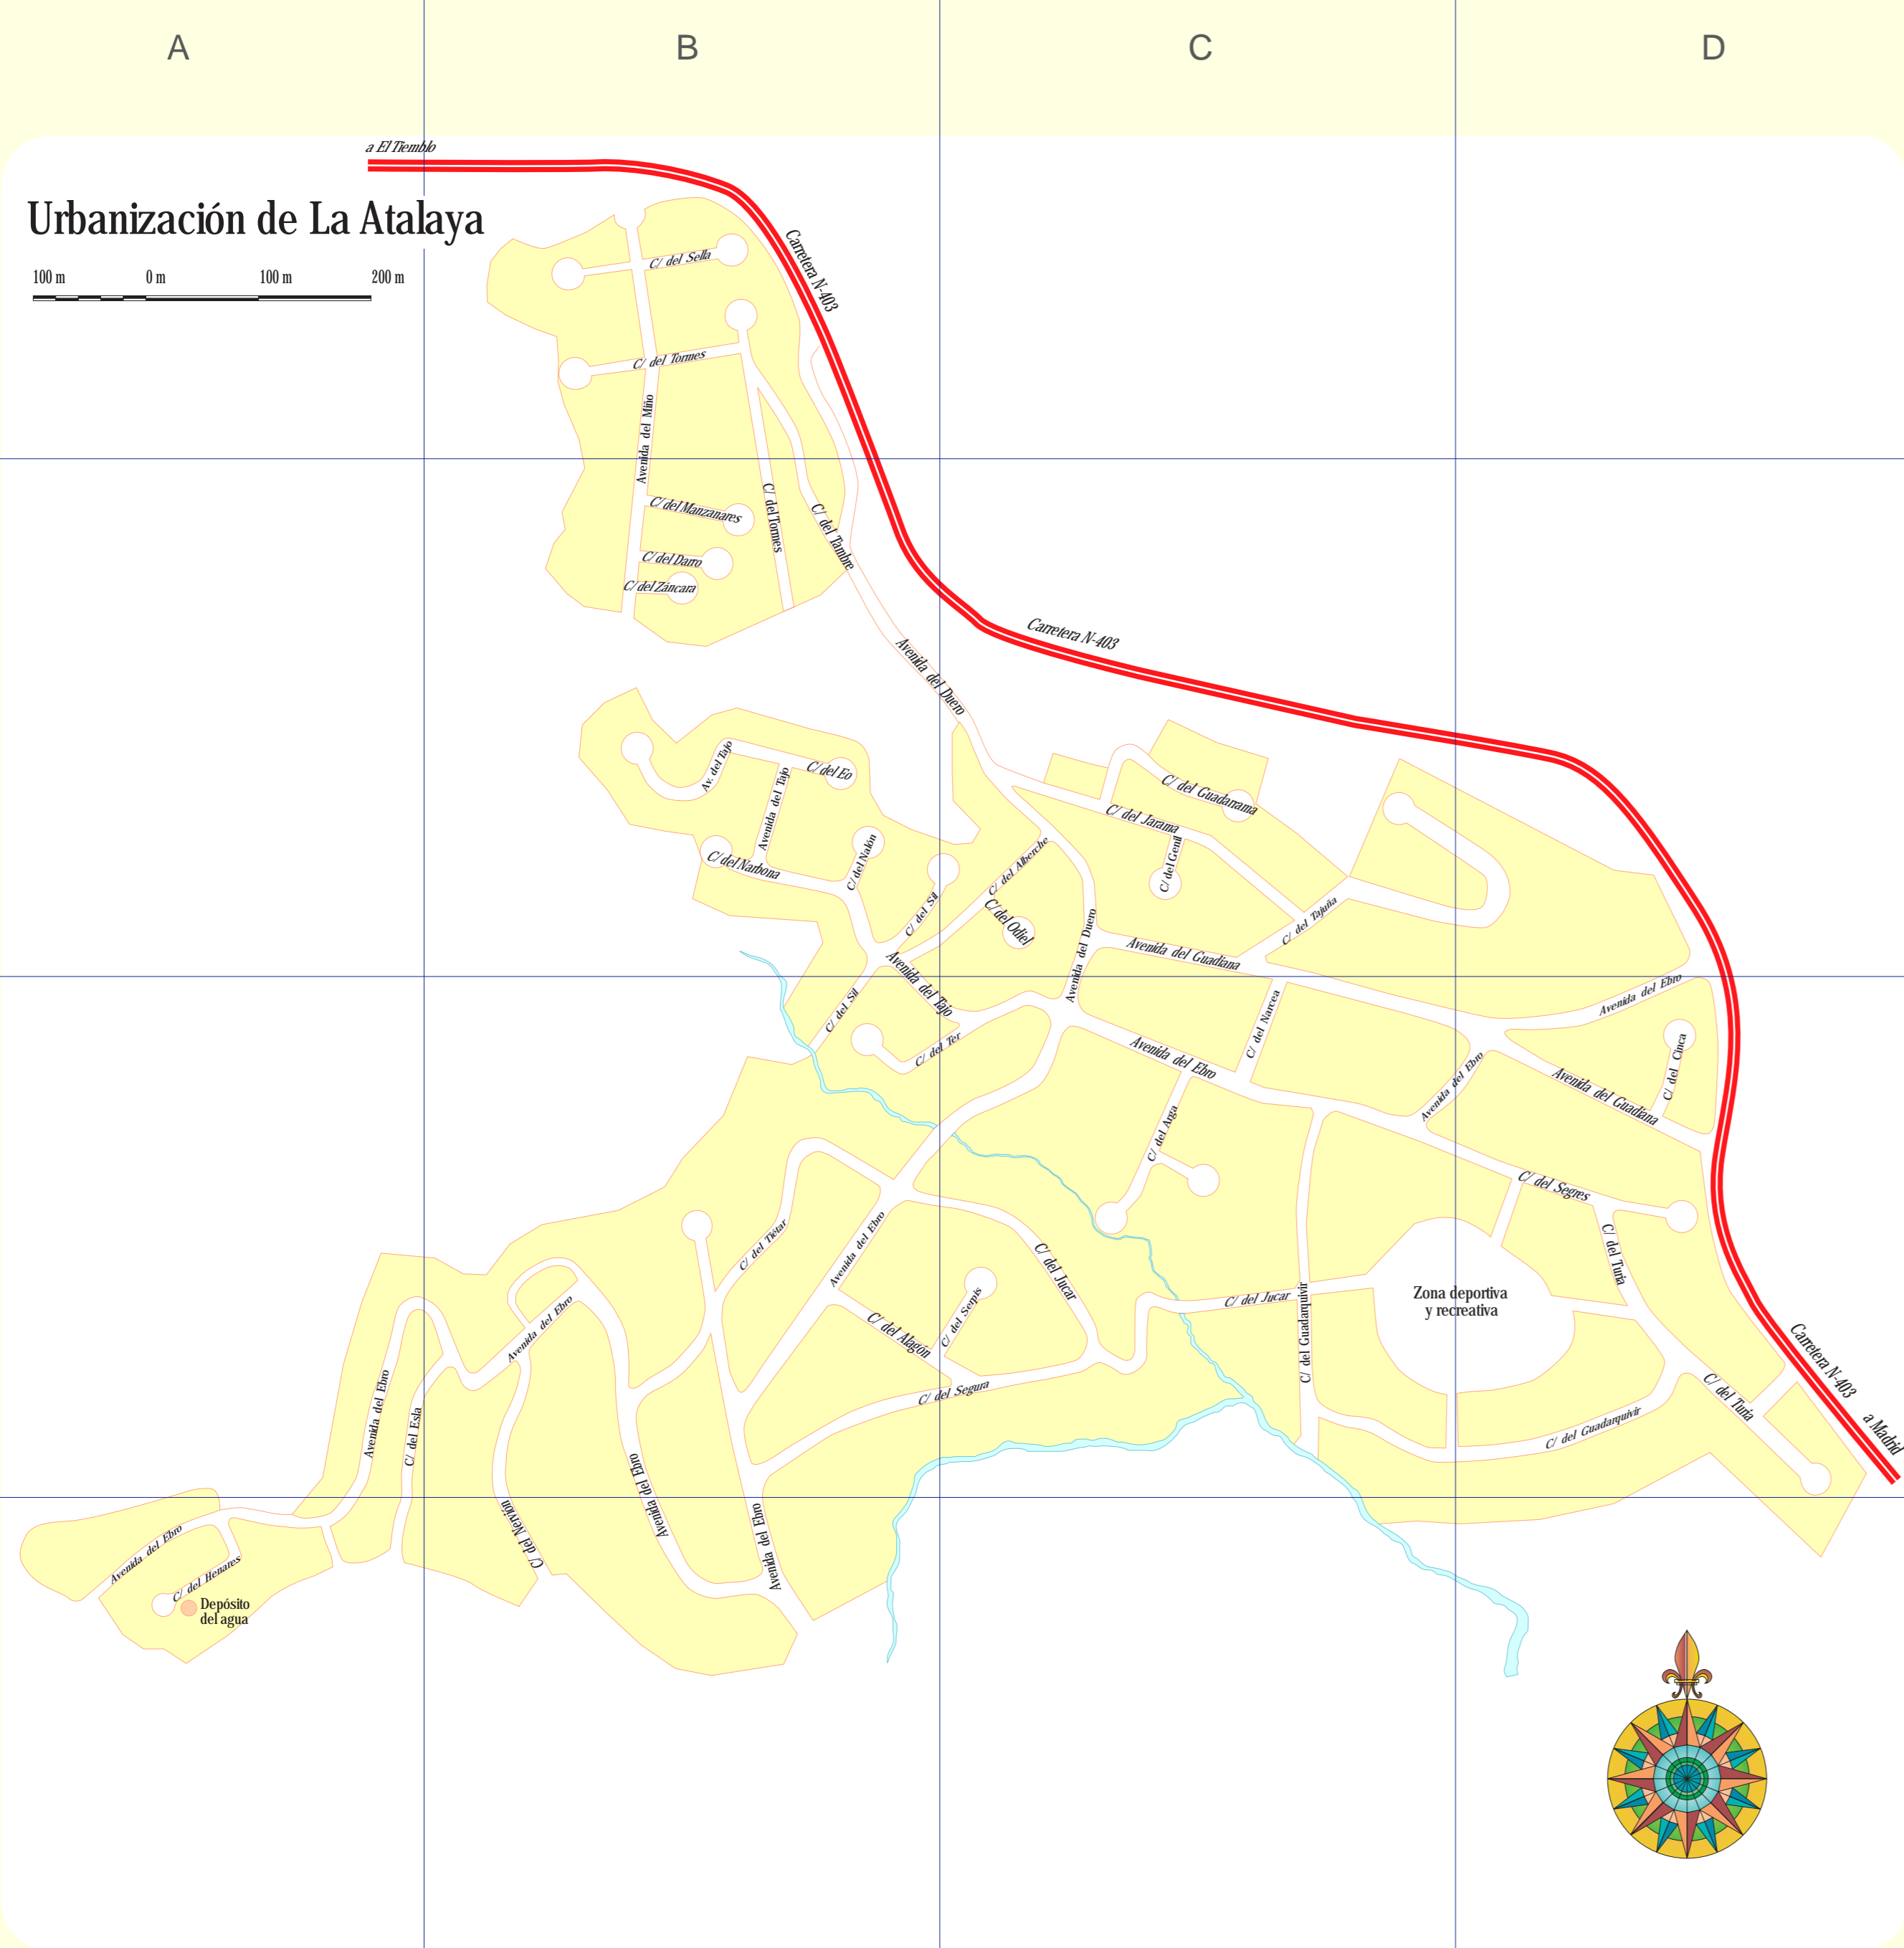 A
B
C
D
a El Tiemblo
Urbanización de La Atalaya
100 m
0 m
100 m
200 m
Carretera N-403
C/ del Sella
C/ del Tormes
Avenida del Miño
C/ del Manzanares
C/ del Tormes
C/ del Tambre
C/ del Darro
C/ del Záncara
Carretera N-403
Avenida del Duero
Av. del Tajo
C/ del Eo
Avenida del Tajo
C/ del Guadarrama
C/ del Jarama
C/ del Genil
C/ del Narbona
C/ del Nalón
C/ del Alberche
C/ del Sil
C/ del Odiel
C/ del Tajuña
Avenida del Duero
Avenida del Guadiana
Avenida del Tajo
C/ del Sil
C/ del Ter
Avenida del Ebro
C/ del Narcea
Avenida del Ebro
C/ del Cinca
Avenida del Ebro
Avenida del Guadiana
C/ del Arga
C/ del Segres
C/ del Tiétar
Avenida del Ebro
C/ del Jucar
C/ del Turia
C/ del Serpis
C/ del Jucar
C/ del Guadarquivir
Zona deportiva
y recreativa
Avenida del Ebro
C/ del Alagón
Carretera N-403
Avenida del Ebro
C/ del Esla
C/ del Segura
C/ del Turia
C/ del Guadarquivir
a Madrid
Avenida del Ebro
C/ del Nervión
Avenida del Ebro
Avenida del Ebro
C/ del Henares
Depósito
del agua